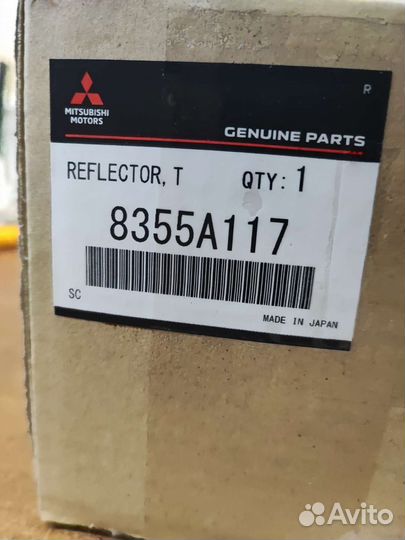 R
MITSUBISHI
MOTORS
GENUINE PARTS
REFLECTOR, T QTY: 1
8355A117
SC
MADE IN JAPAN
Avito